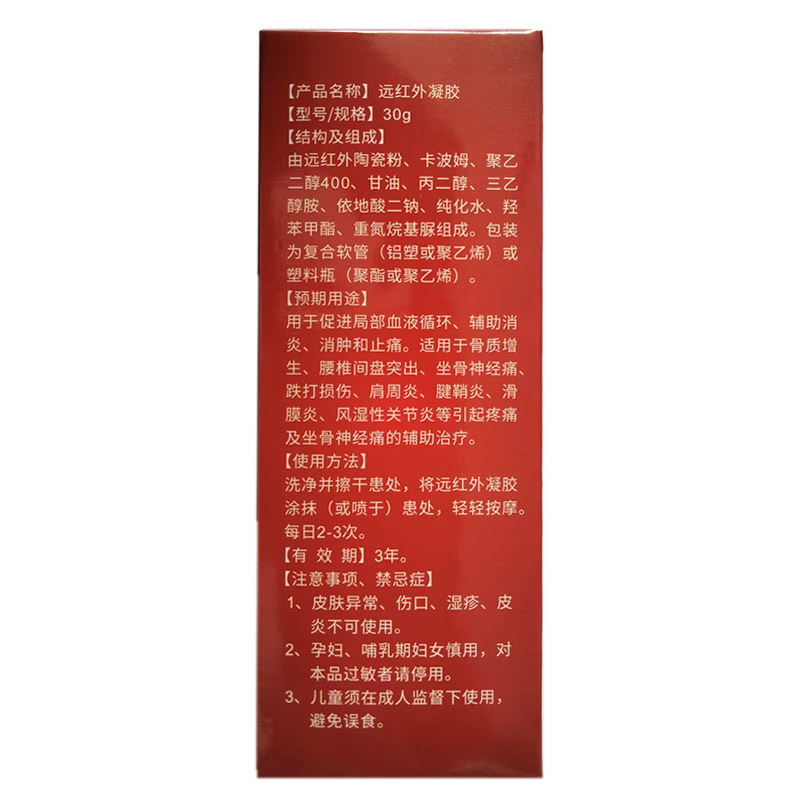 【产品名称】远红外凝胶
【型号/规格】30g
【结构及组成】
由远红外陶瓷粉、卡波姆、聚乙
二醇400、甘油、丙二醇、三乙
醇胺、依地酸二钠、纯化水、羟
苯甲酯、重氮烷基脲组成。包装
为复合软管（铝塑或聚乙烯）或
塑料瓶（聚酯或聚乙烯）。
【预期用途】
用于促进局部血液循环、辅助消
炎、消肿和止痛。适用于骨质增
生、腰椎间盘突出、坐骨神经痛、
跌打损伤、肩周炎、腱鞘炎、滑
膜炎、风湿性关节炎等引起疼痛
及坐骨神经痛的辅助治疗。
【使用方法】
洗净并擦干患处，将远红外凝胶
涂抹（或喷于）患处，轻轻按摩。
每日2-3次。
【有 效 期】3年。
【注意事项、禁忌症】
1、皮肤异常、伤口、湿疹、皮
炎不可使用。
2、孕妇、哺乳期妇女慎用，对
本品过敏者请停用。
3、儿童须在成人监督下使用，
避免误食。